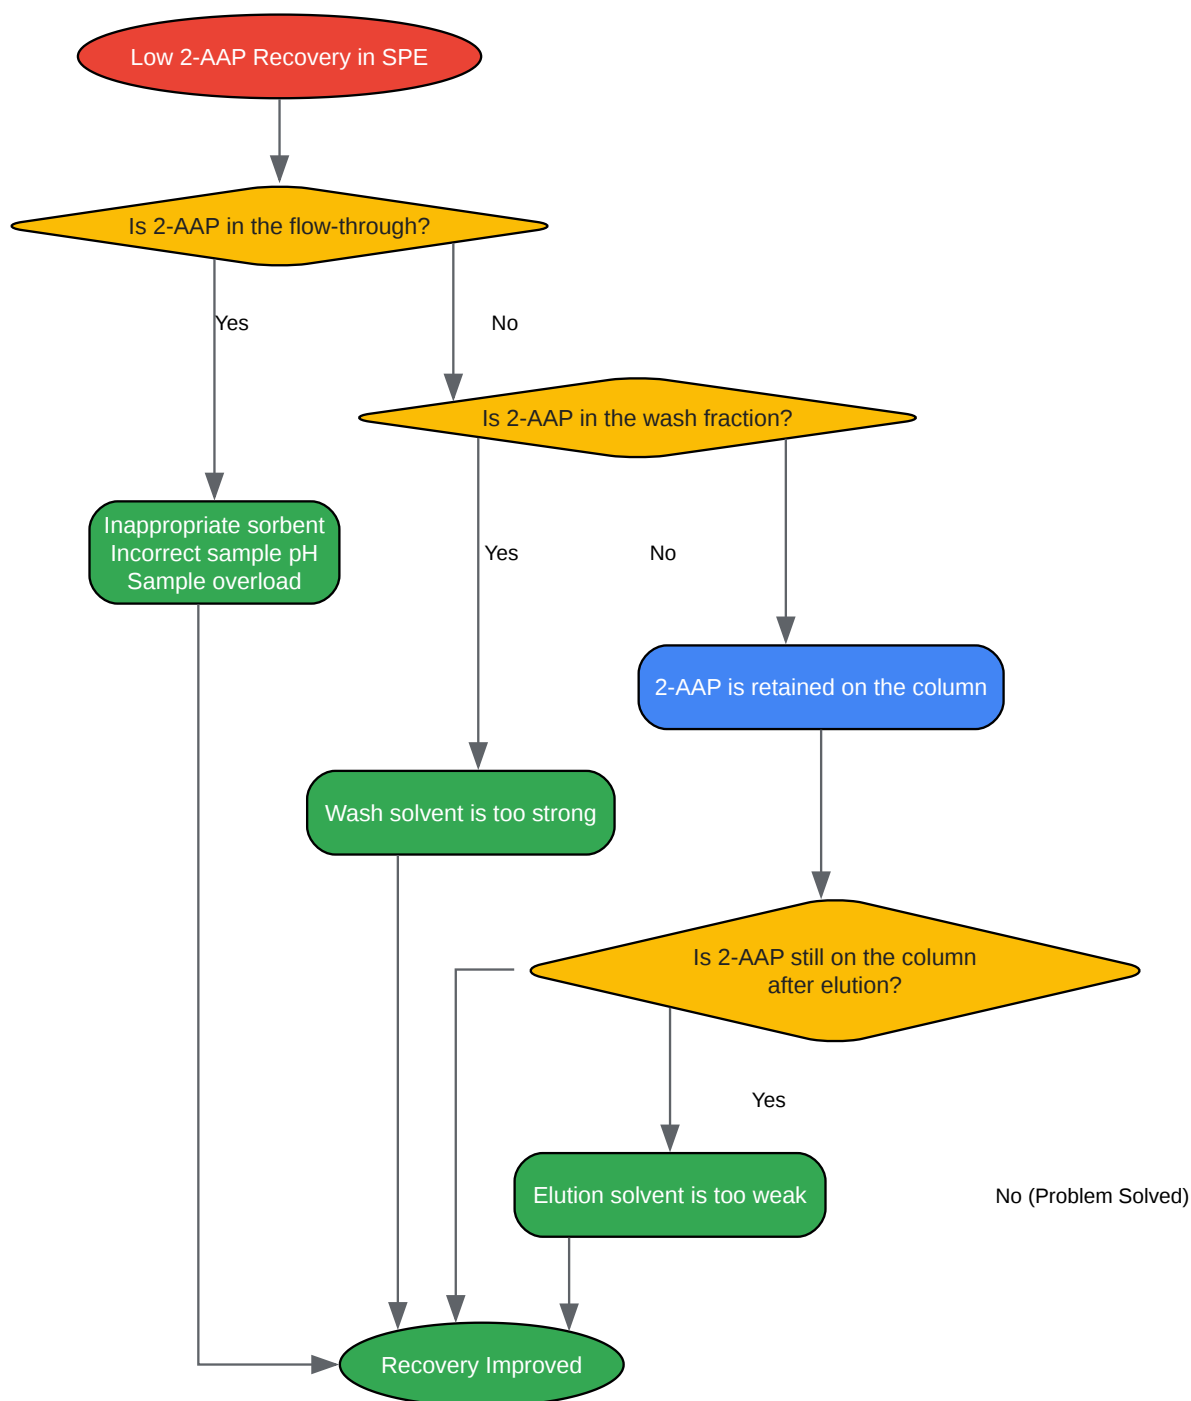 Low 2-AAP Recovery in SPE
Is 2-AAP in the flow-through?
Yes
No
Is 2-AAP in the wash fraction?
Inappropriate sorbent
Incorrect sample pH
Sample overload
Yes
No
2-AAP is retained on the column
Wash solvent is too strong
Is 2-AAP still on the column
after elution?
Yes
Elution solvent is too weak
No (Problem Solved)
Recovery Improved